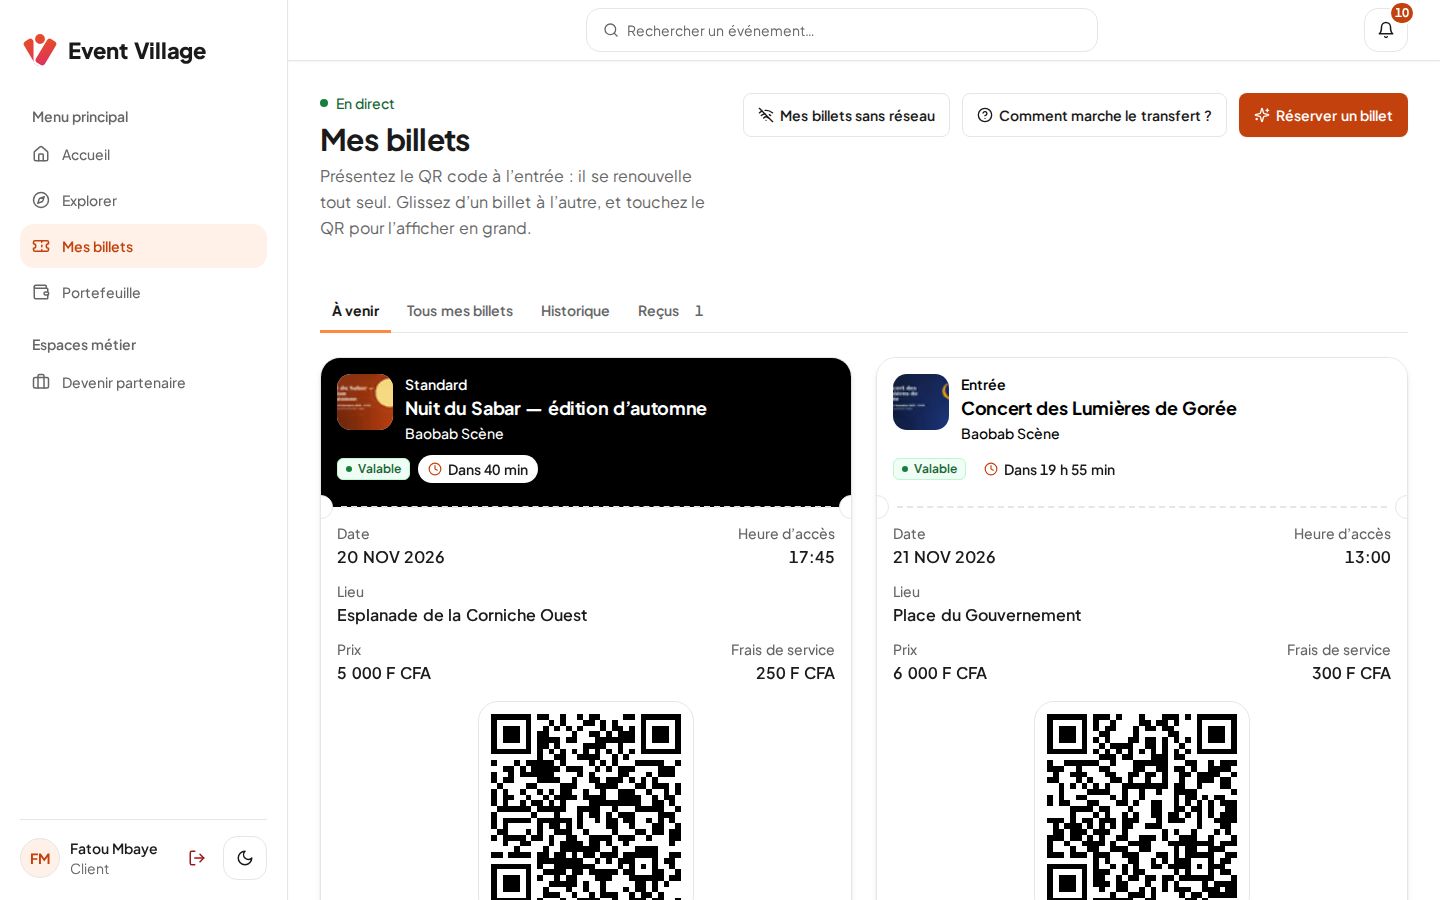 Event Village
Menu principal
Accueil
Explorer
Mes billets
Portefeuille
Espaces métier
Devenir partenaire
Fatou Mbaye
Client
FM
Rechercher un événement…
10
En direct
Mes billets
Présentez le QR code à l’entrée : il se renouvelle
tout seul. Glissez d’un billet à l’autre, et touchez le
QR pour l’afficher en grand.
Mes billets sans réseau
Comment marche le transfert ?
Réserver un billet
À venir
Tous mes billets
Historique
Reçus 1
Standard
Nuit du Sabar — édition d’automne
Baobab Scène
Valable
Dans 40 min
Date
Heure d’accès
20 NOV 2026
17:45
Lieu
Esplanade de la Corniche Ouest
Prix
Frais de service
5 000 F CFA
250 F CFA
Entrée
Concert des Lumières de Gorée
Baobab Scène
Valable
Dans 19 h 55 min
Date
Heure d’accès
21 NOV 2026
13:00
Lieu
Place du Gouvernement
Prix
Frais de service
6 000 F CFA
300 F CFA